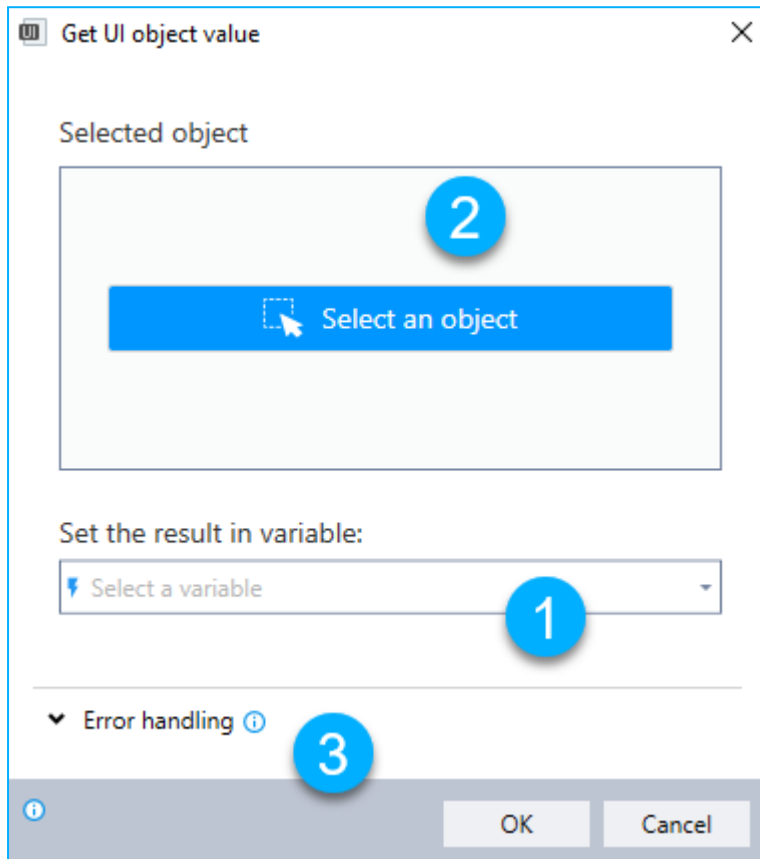 UI Get UI object value
Selected object
2
Select an object
Set the result in variable:
Select a variable
1
Error handling
3
OK Cancel